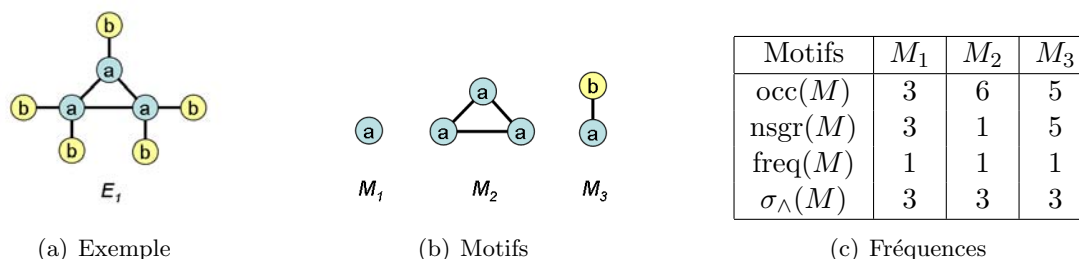 b
a
b a a b
b b
E1
(a) Exemple
a
M1
a
a a
M2
b
a
M3
(b) Motifs
Motifs M1 M2 M3
occ(M) 3 6 5
nsgr(M) 3 1 5
freq(M) 1 1 1
σ∧(M) 3 3 3
(c) Fréquences